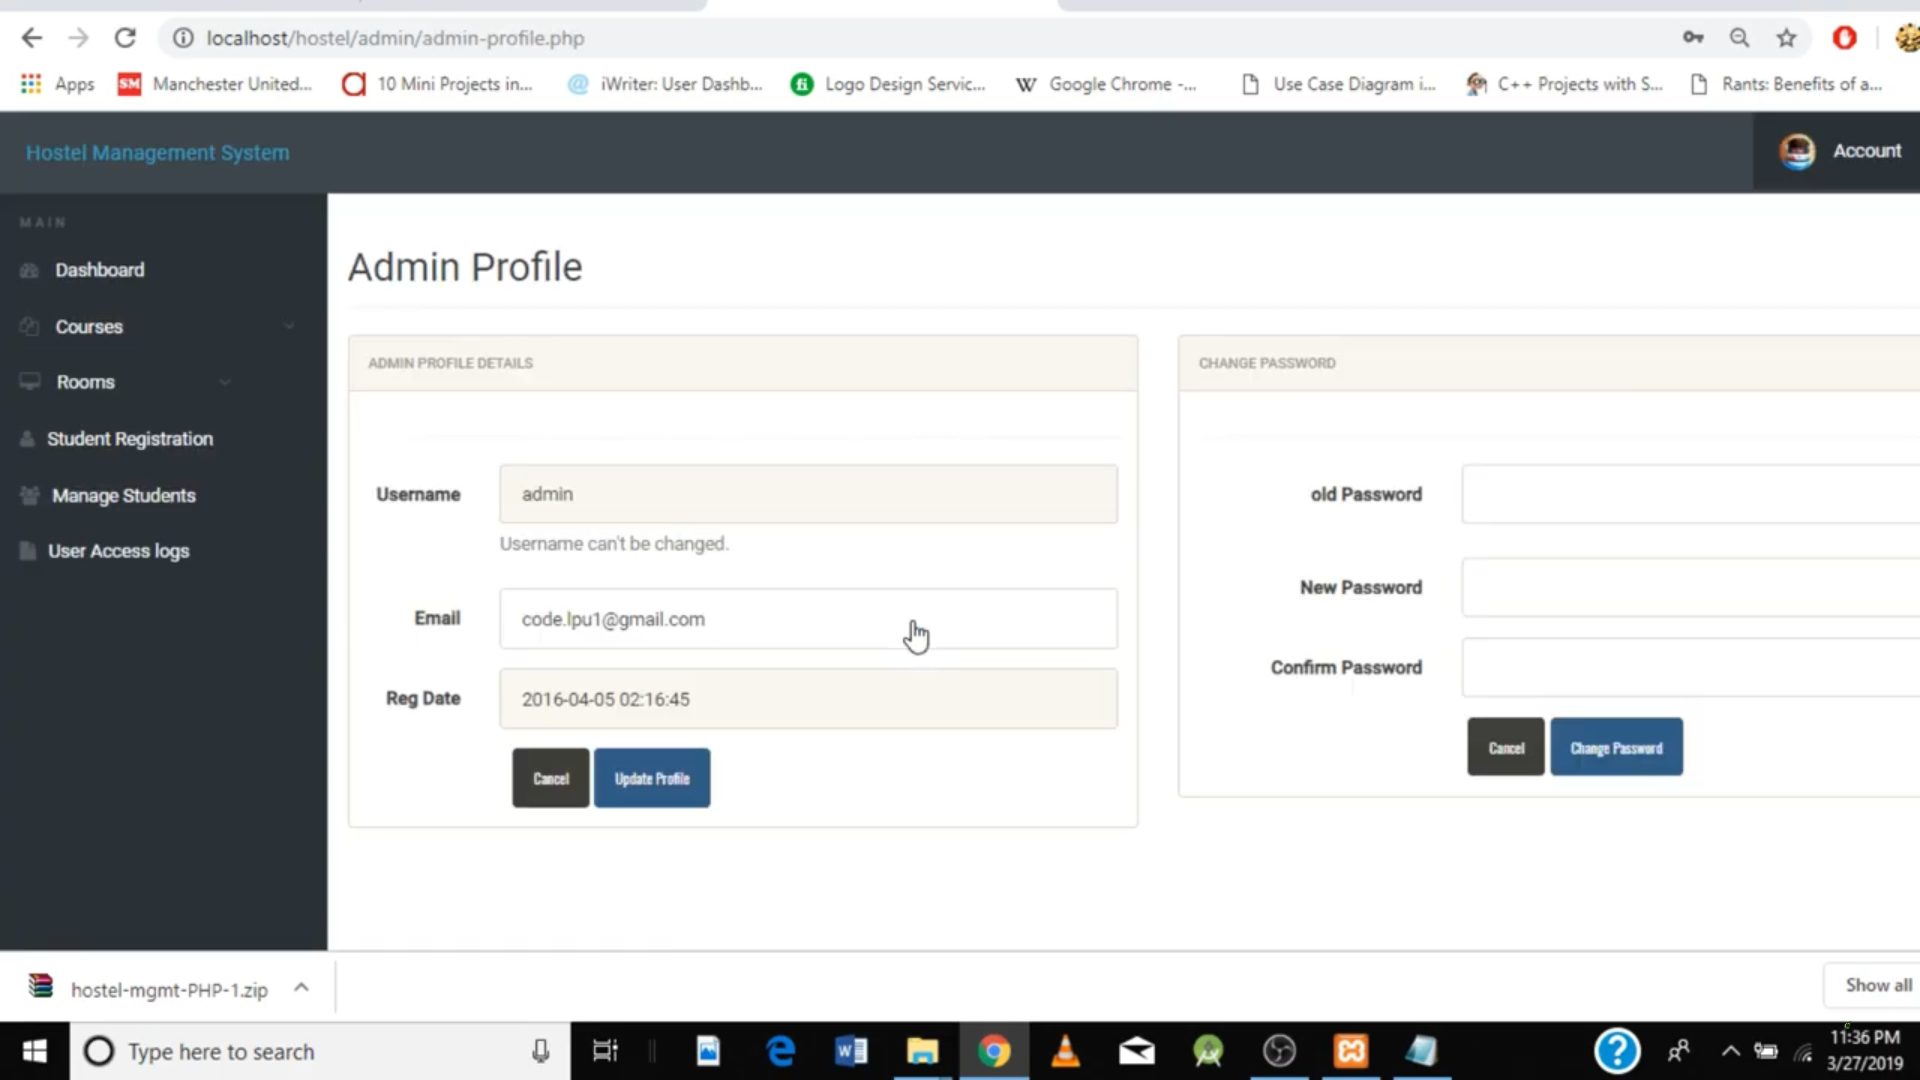 localhost/hostel/admin/admin-profile.php
Apps SM Manchester United... 10 Mini Projects in... @ iWriter: User Dashb... fi Logo Design Servic... W Google Chrome -... Use Case Diagram i... C++ Projects with S... Rants: Benefits of a...
Hostel Management System
Account
MAIN
Dashboard
Courses
Rooms
Student Registration
Manage Students
User Access logs
Admin Profile
ADMIN PROFILE DETAILS
Username admin
Username can't be changed.
Email code.lpu1@gmail.com
Reg Date 2016-04-05 02:16:45
Cancel Update Profile
CHANGE PASSWORD
old Password
New Password
Confirm Password
Cancel Change Password
hostel-mgmt-PHP-1.zip
Show all
Type here to search
11:36 PM
3/27/2019